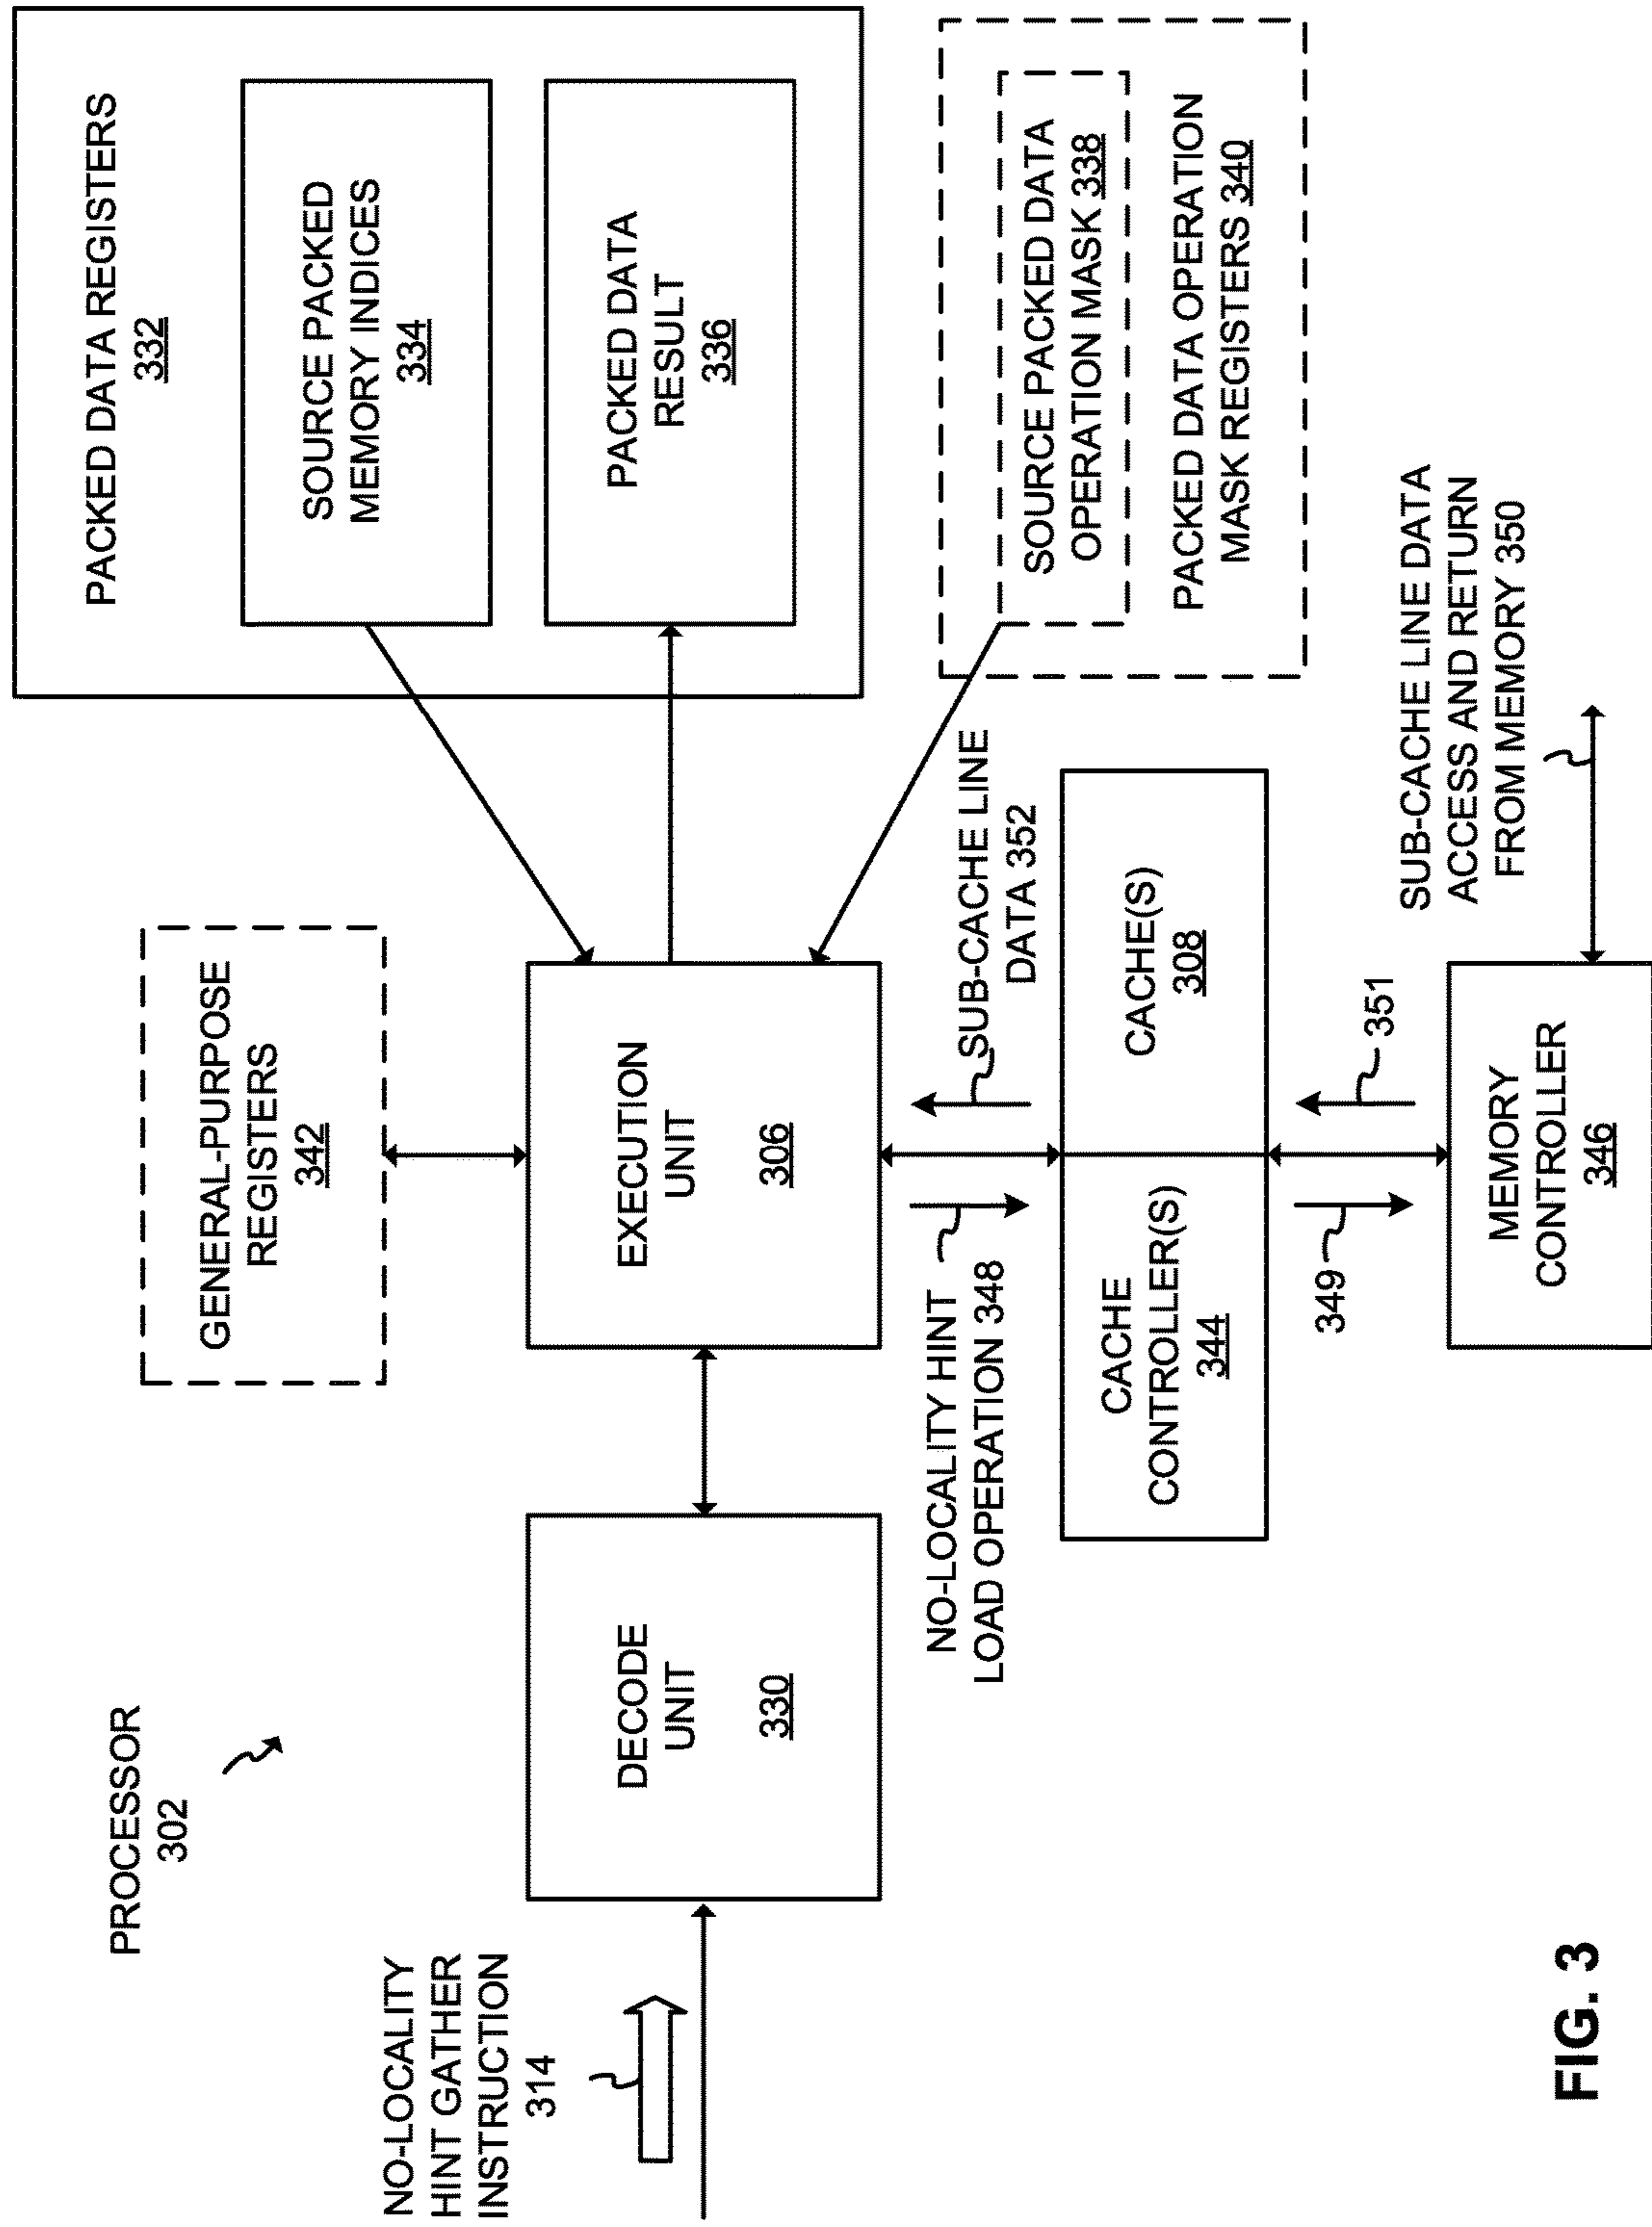 PROCESSOR
302
NO-LOCALITY
HINT GATHER
INSTRUCTION
314
DECODE
UNIT
330
GENERAL-PURPOSE
REGISTERS
342
EXECUTION
UNIT
306
PACKED DATA REGISTERS
332
SOURCE PACKED
MEMORY INDICES
334
PACKED DATA
RESULT
336
SOURCE PACKED DATA
OPERATION MASK 338
PACKED DATA OPERATION
MASK REGISTERS 340
NO-LOCALITY HINT
LOAD OPERATION 348
SUB-CACHE LINE
DATA 352
CACHE
CONTROLLER(S)
344
CACHE(S)
308
349
351
MEMORY
CONTROLLER
346
SUB-CACHE LINE DATA
ACCESS AND RETURN
FROM MEMORY 350
FIG. 3